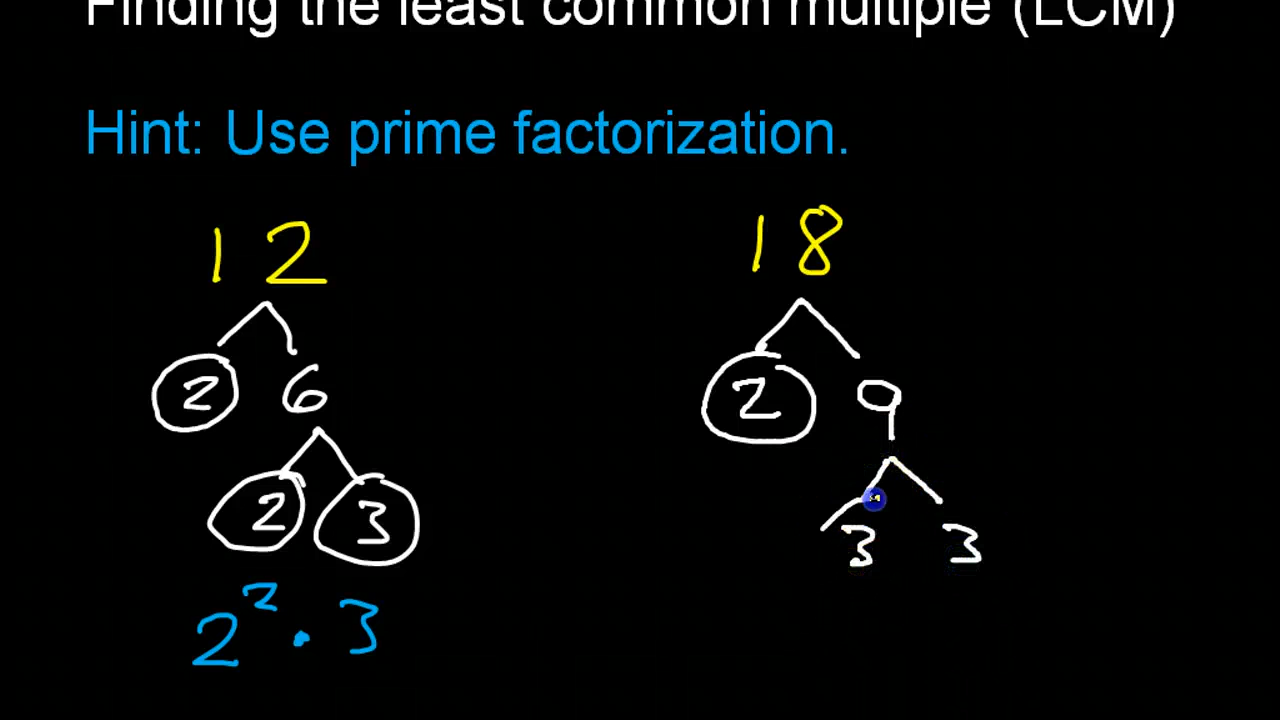 Finding the least common multiple (LCM)
Hint: Use prime factorization.
12 18
2 6 2 9
2 3 3 3
2² · 3